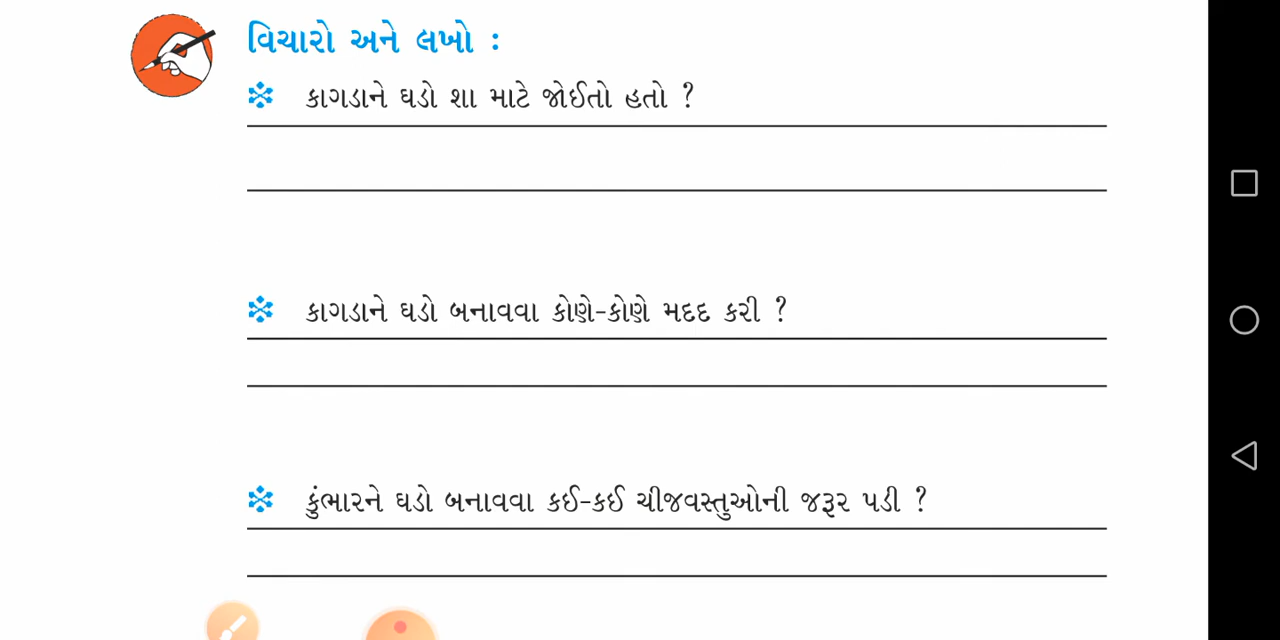 વિચારો અને લખો :
કાગડાને ઘડો શા માટે જોઈતો હતો ?
કાગડાને ઘડો બનાવવા કોણે-કોણે મદદ કરી ?
કુંભારને ઘડો બનાવવા કઈ-કઈ ચીજવસ્તુઓની જરૂર પડી ?